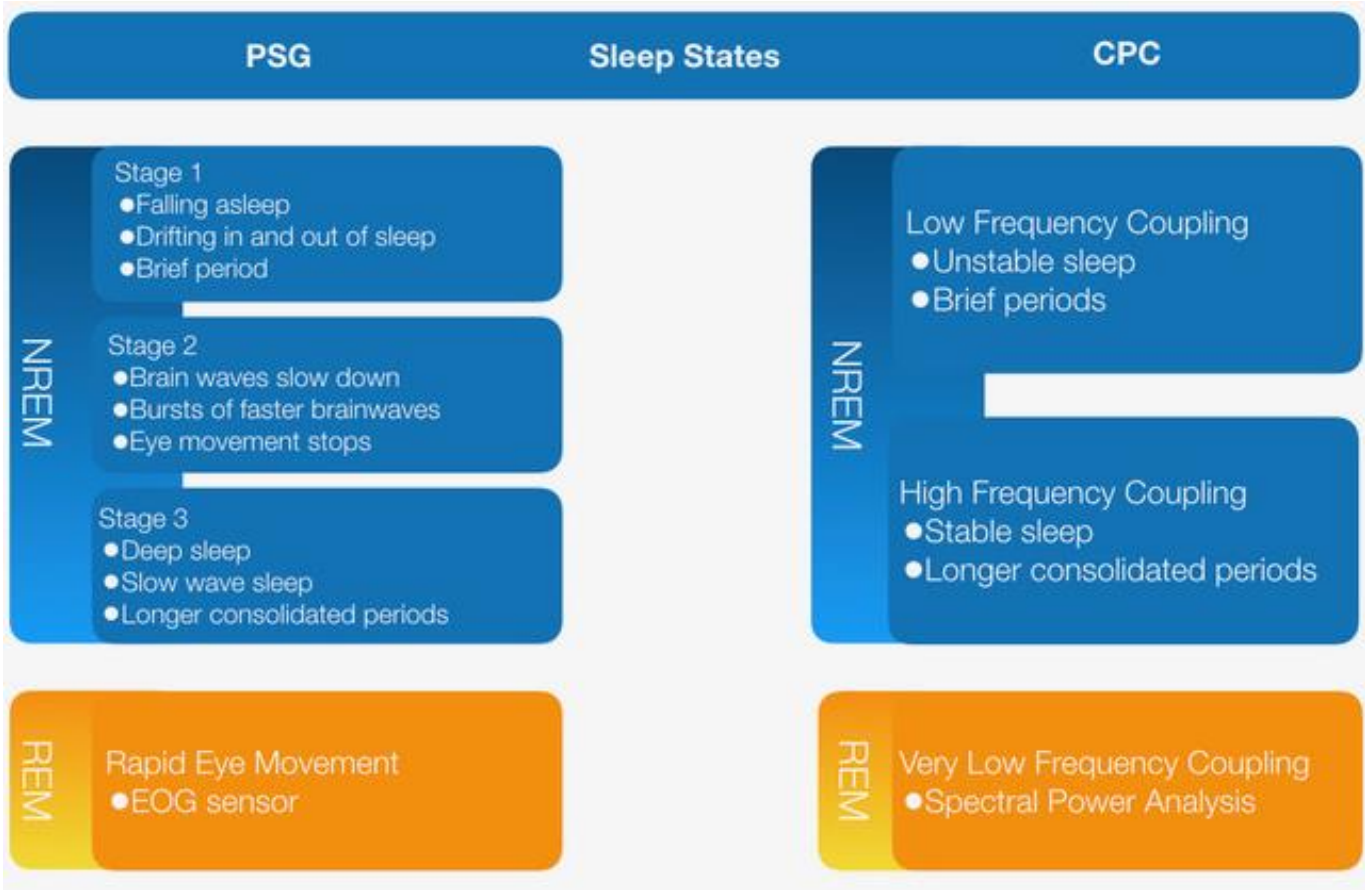 PSG Sleep States CPC
NREM
Stage 1
●Falling asleep
●Drifting in and out of sleep
●Brief period
Stage 2
●Brain waves slow down
●Bursts of faster brainwaves
●Eye movement stops
Stage 3
●Deep sleep
●Slow wave sleep
●Longer consolidated periods
REM
Rapid Eye Movement
●EOG sensor
NREM
Low Frequency Coupling
●Unstable sleep
●Brief periods
High Frequency Coupling
●Stable sleep
●Longer consolidated periods
REM
Very Low Frequency Coupling
●Spectral Power Analysis